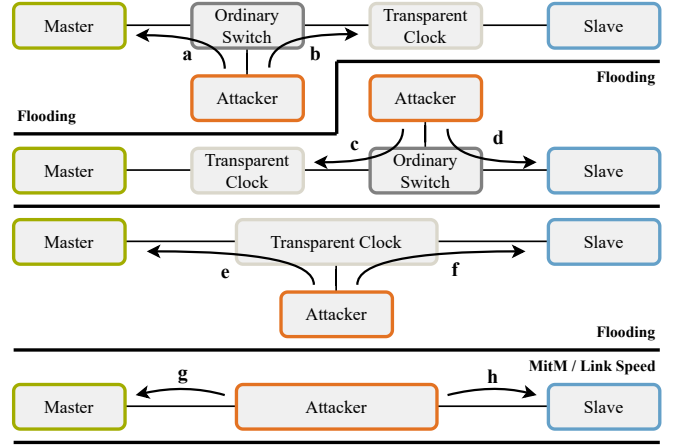 Master
Ordinary
Switch
Transparent
Clock
Slave
a
b
Attacker
Flooding
Flooding
Attacker
c
d
Master
Transparent
Clock
Ordinary
Switch
Slave
Master
Transparent Clock
Slave
e
f
Attacker
Flooding
MitM / Link Speed
g
h
Master
Attacker
Slave